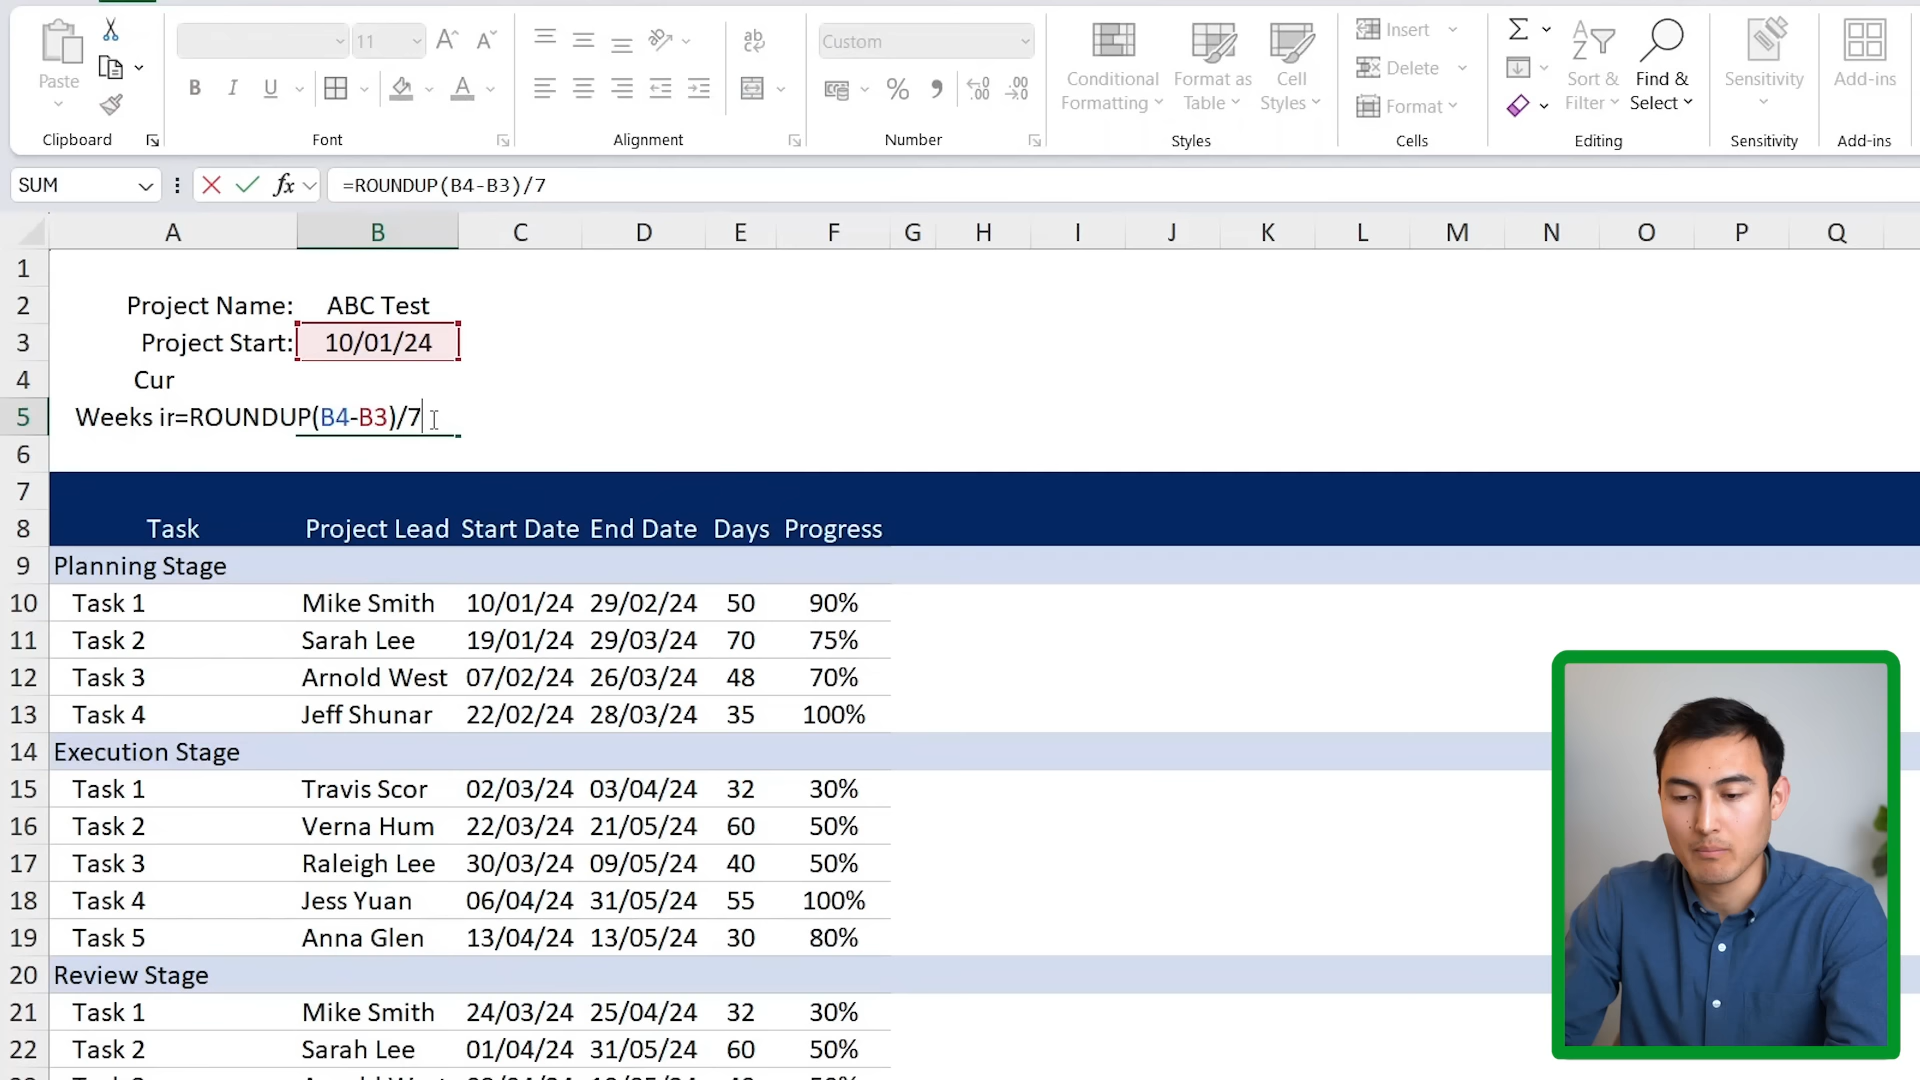 Paste
Clipboard
11
B I U
A
Font
ab
Alignment
Custom
%
Number
Conditional Formatting
Format as Table
Cell Styles
Styles
Insert
Delete
Format
Cells
Sort & Filter
Find & Select
Editing
Sensitivity
Sensitivity
Add-ins
Add-ins
SUM
fx
=ROUNDUP(B4-B3)/7
A B C D E F G H I J K L M N O P Q
1
2 Project Name: ABC Test
3 Project Start: 10/01/24
4 Cur
5 Weeks ir=ROUNDUP(B4-B3)/7
6
7
8 Task Project Lead Start Date End Date Days Progress
9 Planning Stage
10 Task 1 Mike Smith 10/01/24 29/02/24 50 90%
11 Task 2 Sarah Lee 19/01/24 29/03/24 70 75%
12 Task 3 Arnold West 07/02/24 26/03/24 48 70%
13 Task 4 Jeff Shunar 22/02/24 28/03/24 35 100%
14 Execution Stage
15 Task 1 Travis Scor 02/03/24 03/04/24 32 30%
16 Task 2 Verna Hum 22/03/24 21/05/24 60 50%
17 Task 3 Raleigh Lee 30/03/24 09/05/24 40 50%
18 Task 4 Jess Yuan 06/04/24 31/05/24 55 100%
19 Task 5 Anna Glen 13/04/24 13/05/24 30 80%
20 Review Stage
21 Task 1 Mike Smith 24/03/24 25/04/24 32 30%
22 Task 2 Sarah Lee 01/04/24 31/05/24 60 50%